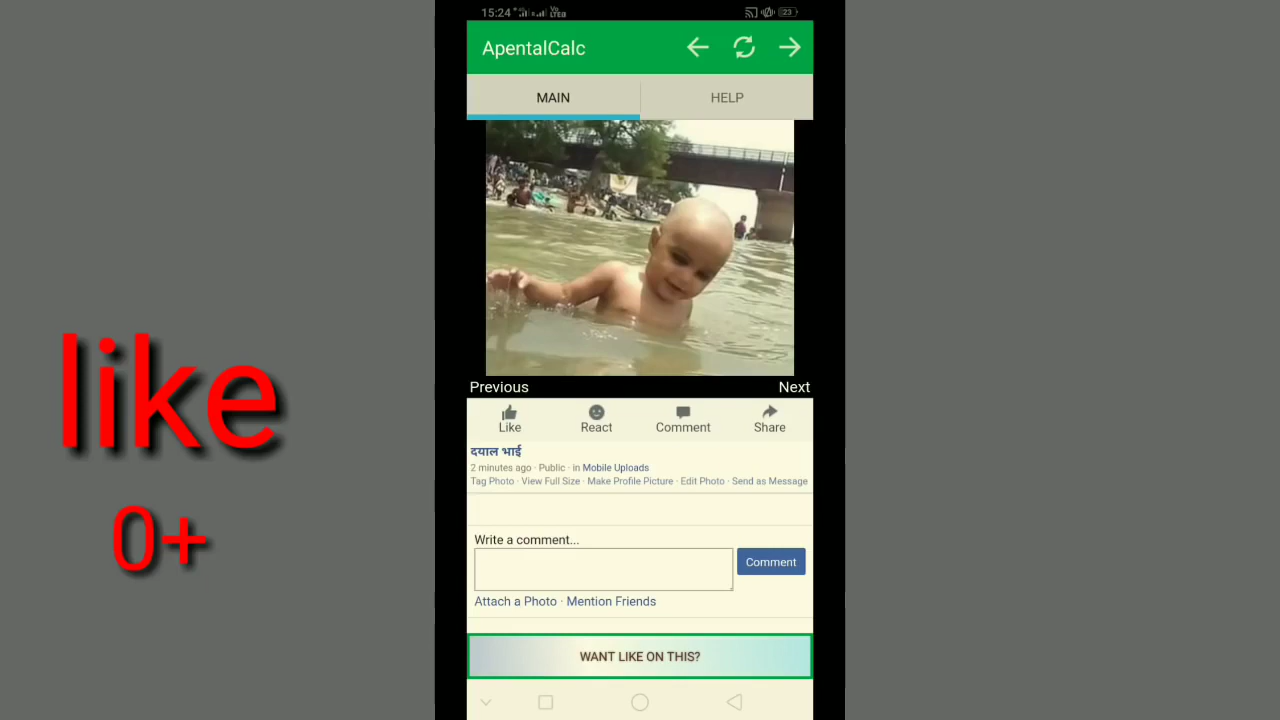 15:24
23
ApentalCalc
MAIN
HELP
Previous
Next
Like
React
Comment
Share
दयाल भाई
2 minutes ago · Public · in Mobile Uploads
Tag Photo · View Full Size · Make Profile Picture · Edit Photo · Send as Message
Write a comment...
Comment
Attach a Photo · Mention Friends
WANT LIKE ON THIS?
like
0+